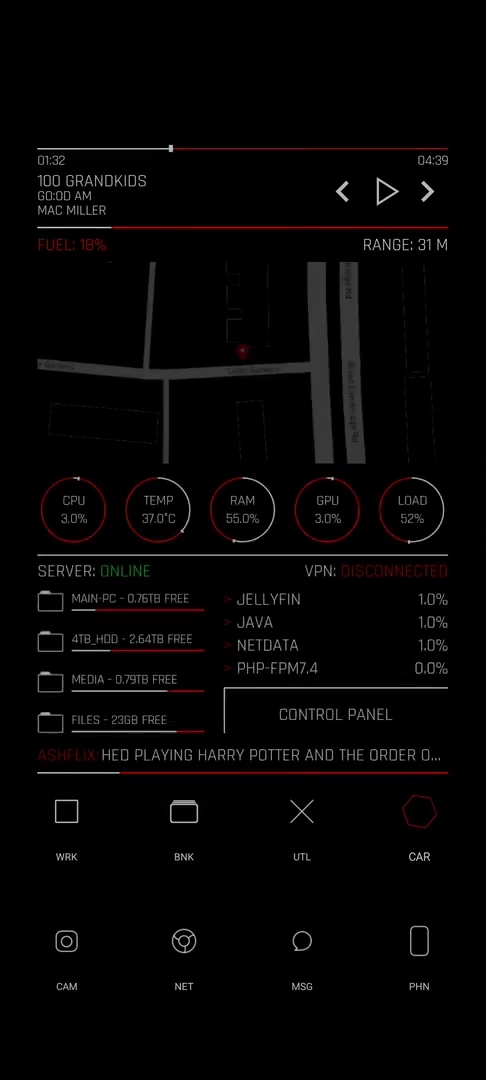 01:32 04:39
100 GRANDKIDS
GO:OD AM
MAC MILLER
FUEL: 18% RANGE: 31 M
CPU TEMP RAM GPU LOAD
3.0% 37.0°C 55.0% 3.0% 52%
SERVER: ONLINE VPN: DISCONNECTED
MAIN-PC - 0.76TB FREE
4TB_HDD - 2.64TB FREE
MEDIA - 0.79TB FREE
FILES - 23GB FREE
> JELLYFIN 1.0%
> JAVA 1.0%
> NETDATA 1.0%
> PHP-FPM7.4 0.0%
CONTROL PANEL
ASHFLIX: HED PLAYING HARRY POTTER AND THE ORDER O...
WRK BNK UTL CAR
CAM NET MSG PHN